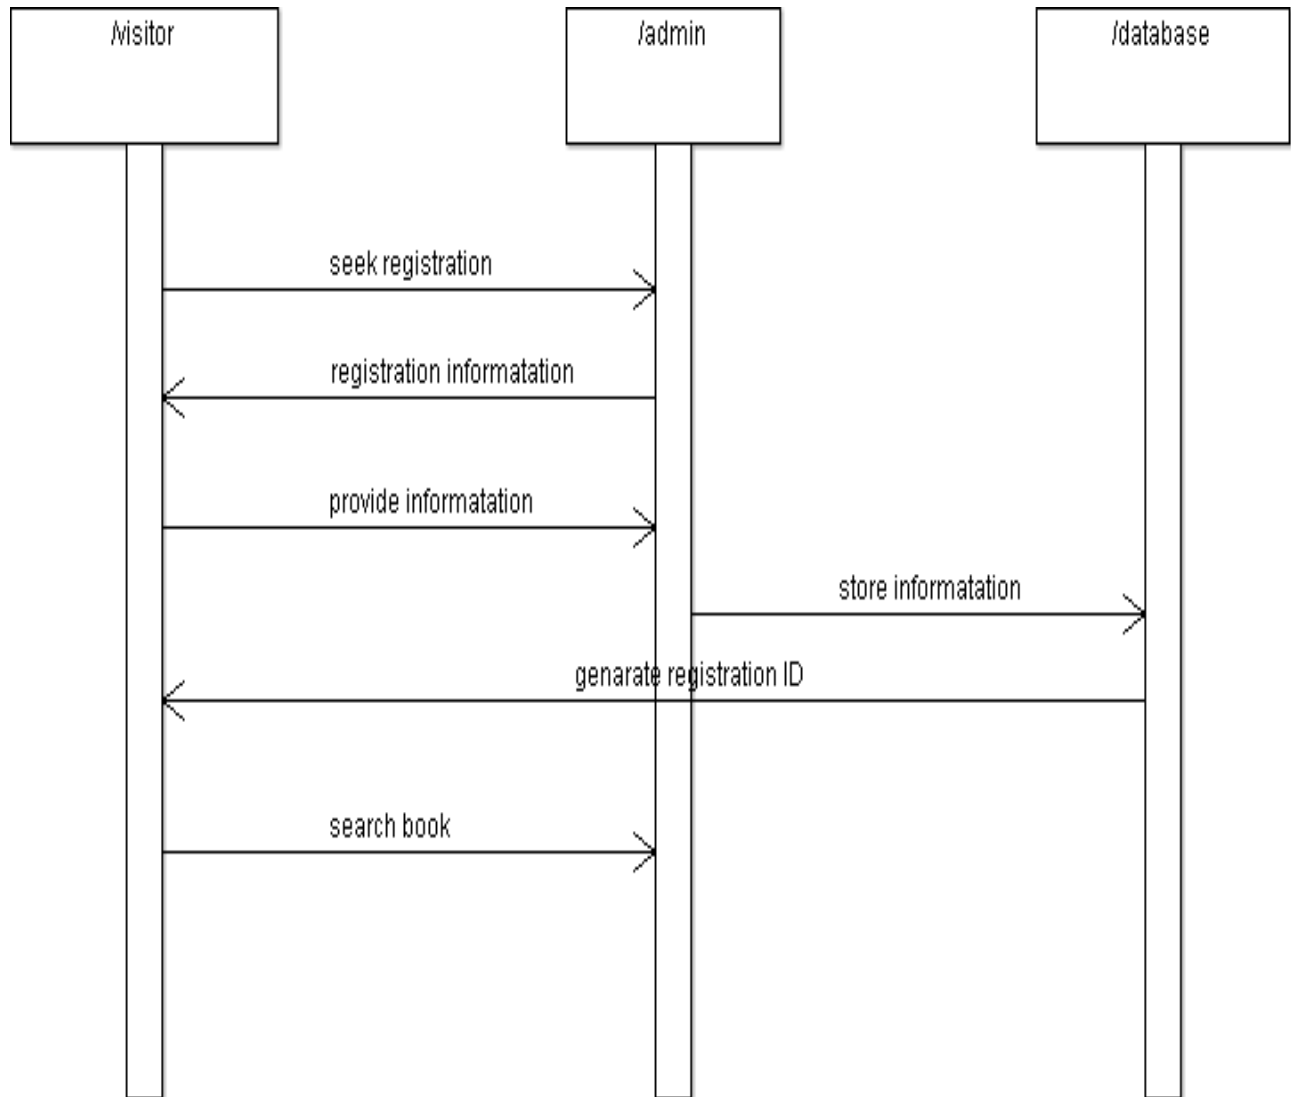 /visitor
/admin
/database
seek registration
registration informatation
provide informatation
store informatation
genarate registration ID
search book